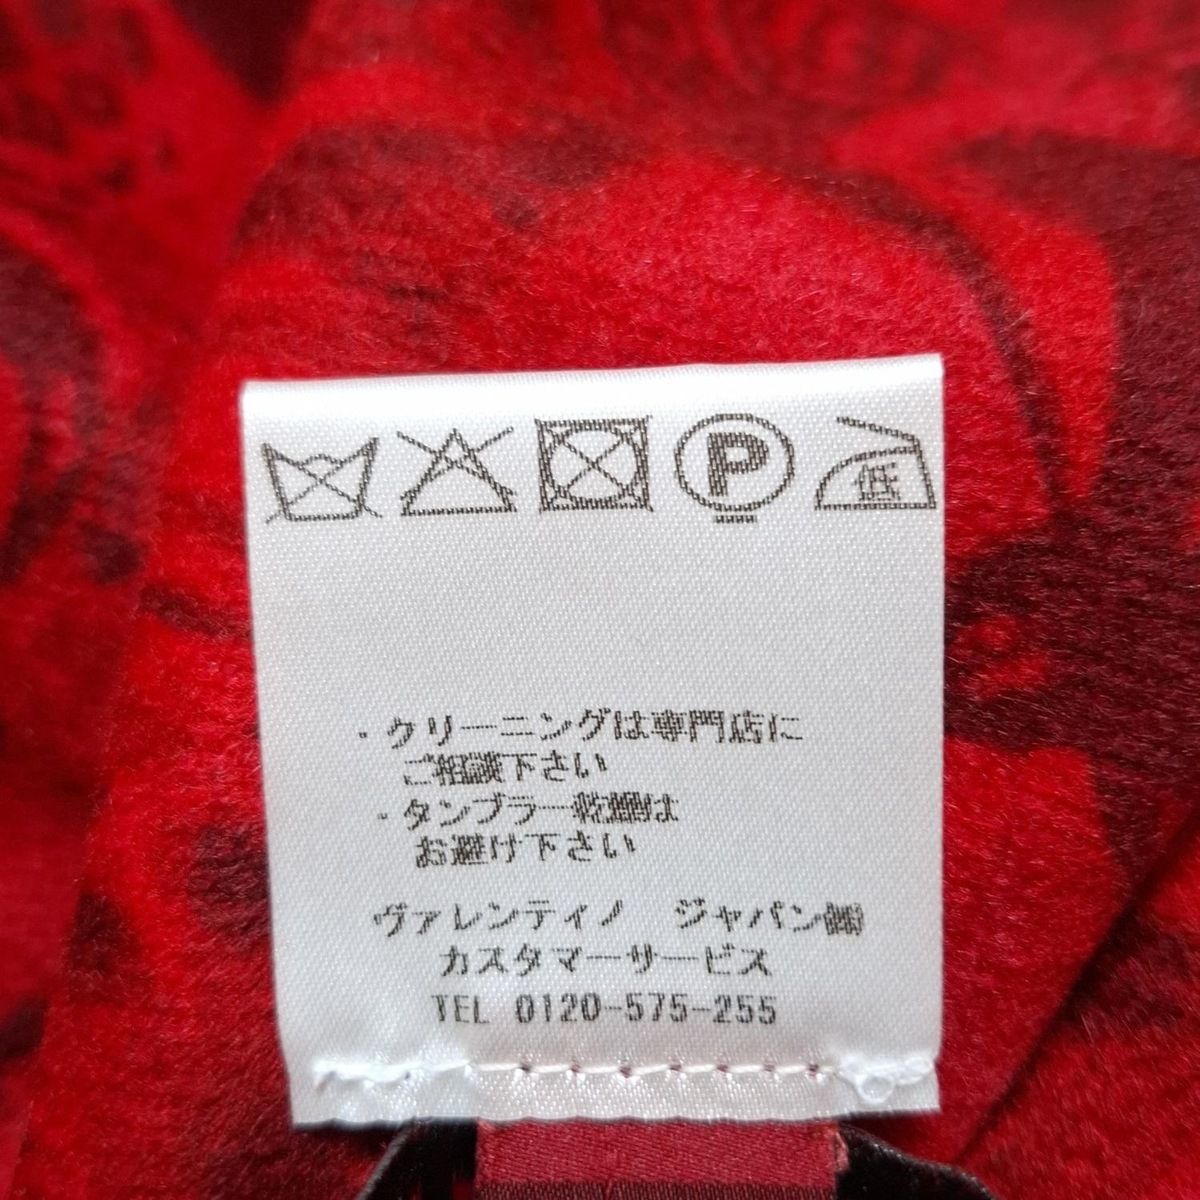 P 低
・クリーニングは専門店に
ご相談下さい
・タンブラー乾燥は
お避け下さい
ヴァレンティノ ジャパン㈱
カスタマーサービス
TEL 0120-575-255